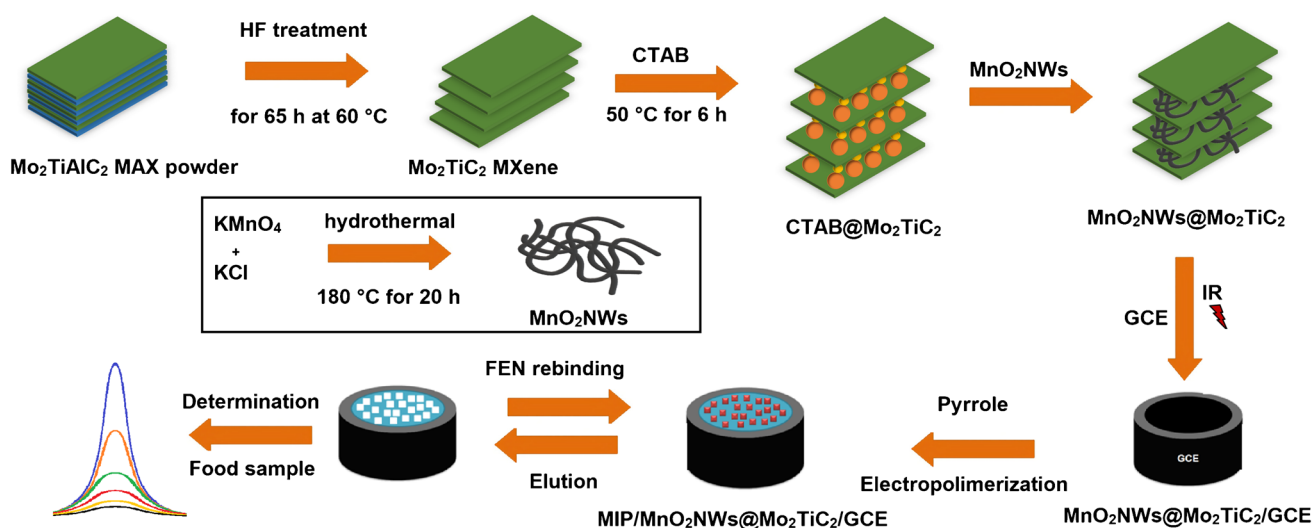 HF treatment
for 65 h at 60 °C
Mo₂TiAlC₂ MAX powder
Mo₂TiC₂ MXene
CTAB
50 °C for 6 h
CTAB@Mo₂TiC₂
MnO₂NWs
MnO₂NWs@Mo₂TiC₂
KMnO₄
+
KCl
hydrothermal
180 °C for 20 h
MnO₂NWs
GCE
IR
GCE
MnO₂NWs@Mo₂TiC₂/GCE
Pyrrole
Electropolimerization
MIP/MnO₂NWs@Mo₂TiC₂/GCE
FEN rebinding
Elution
Determination
Food sample